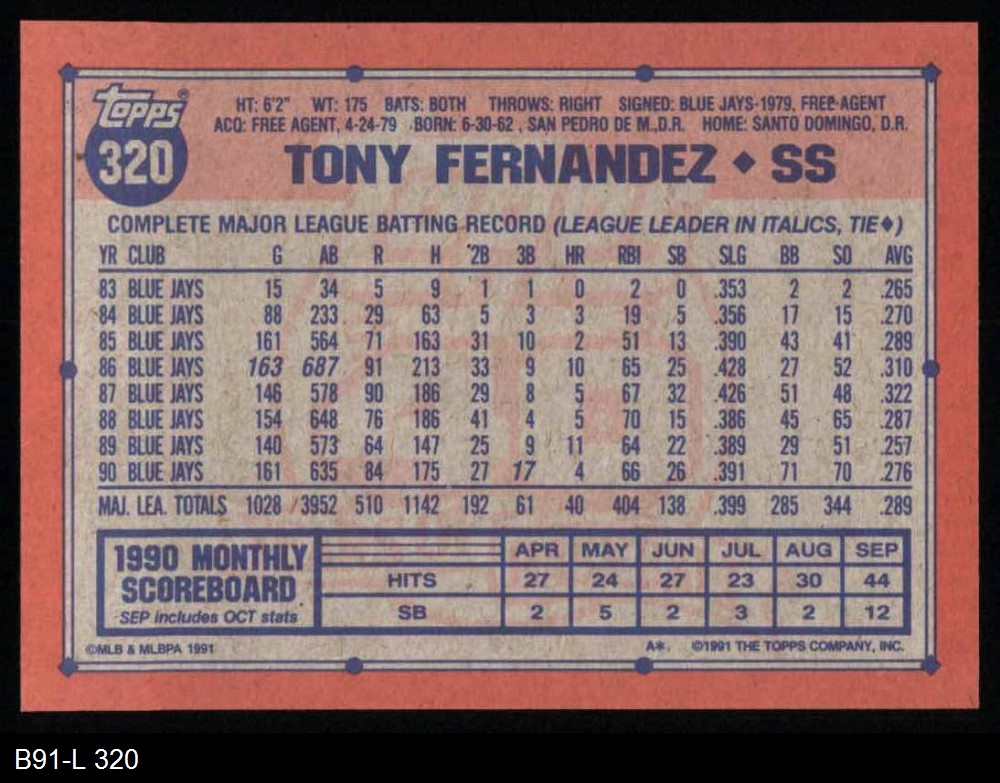 topps®
320
HT: 6'2" WT: 175 BATS: BOTH THROWS: RIGHT SIGNED: BLUE JAYS-1979, FREE AGENT
ACQ: FREE AGENT, 4-24-79 BORN: 6-30-62, SAN PEDRO DE M.,D.R. HOME: SANTO DOMINGO, D.R.
TONY FERNANDEZ ♦ SS
COMPLETE MAJOR LEAGUE BATTING RECORD (LEAGUE LEADER IN ITALICS, TIE♦)
YR CLUB G AB R H 2B 3B HR RBI SB SLG BB SO AVG
83 BLUE JAYS 15 34 5 9 1 1 0 2 0 .353 2 2 .265
84 BLUE JAYS 88 233 29 63 5 3 3 19 5 .356 17 15 .270
85 BLUE JAYS 161 564 71 163 31 10 2 51 13 .390 43 41 .289
86 BLUE JAYS 163 687 91 213 33 9 10 65 25 .428 27 52 .310
87 BLUE JAYS 146 578 90 186 29 8 5 67 32 .426 51 48 .322
88 BLUE JAYS 154 648 76 186 41 4 5 70 15 .386 45 65 .287
89 BLUE JAYS 140 573 64 147 25 9 11 64 22 .389 29 51 .257
90 BLUE JAYS 161 635 84 175 27 17 4 66 26 .391 71 70 .276
MAJ. LEA. TOTALS 1028 3952 510 1142 192 61 40 404 138 .399 285 344 .289
1990 MONTHLY
SCOREBOARD
SEP includes OCT stats
APR MAY JUN JUL AUG SEP
HITS 27 24 27 23 30 44
SB 2 5 2 3 2 12
©MLB & MLBPA 1991
A*. ©1991 THE TOPPS COMPANY, INC.
B91-L 320